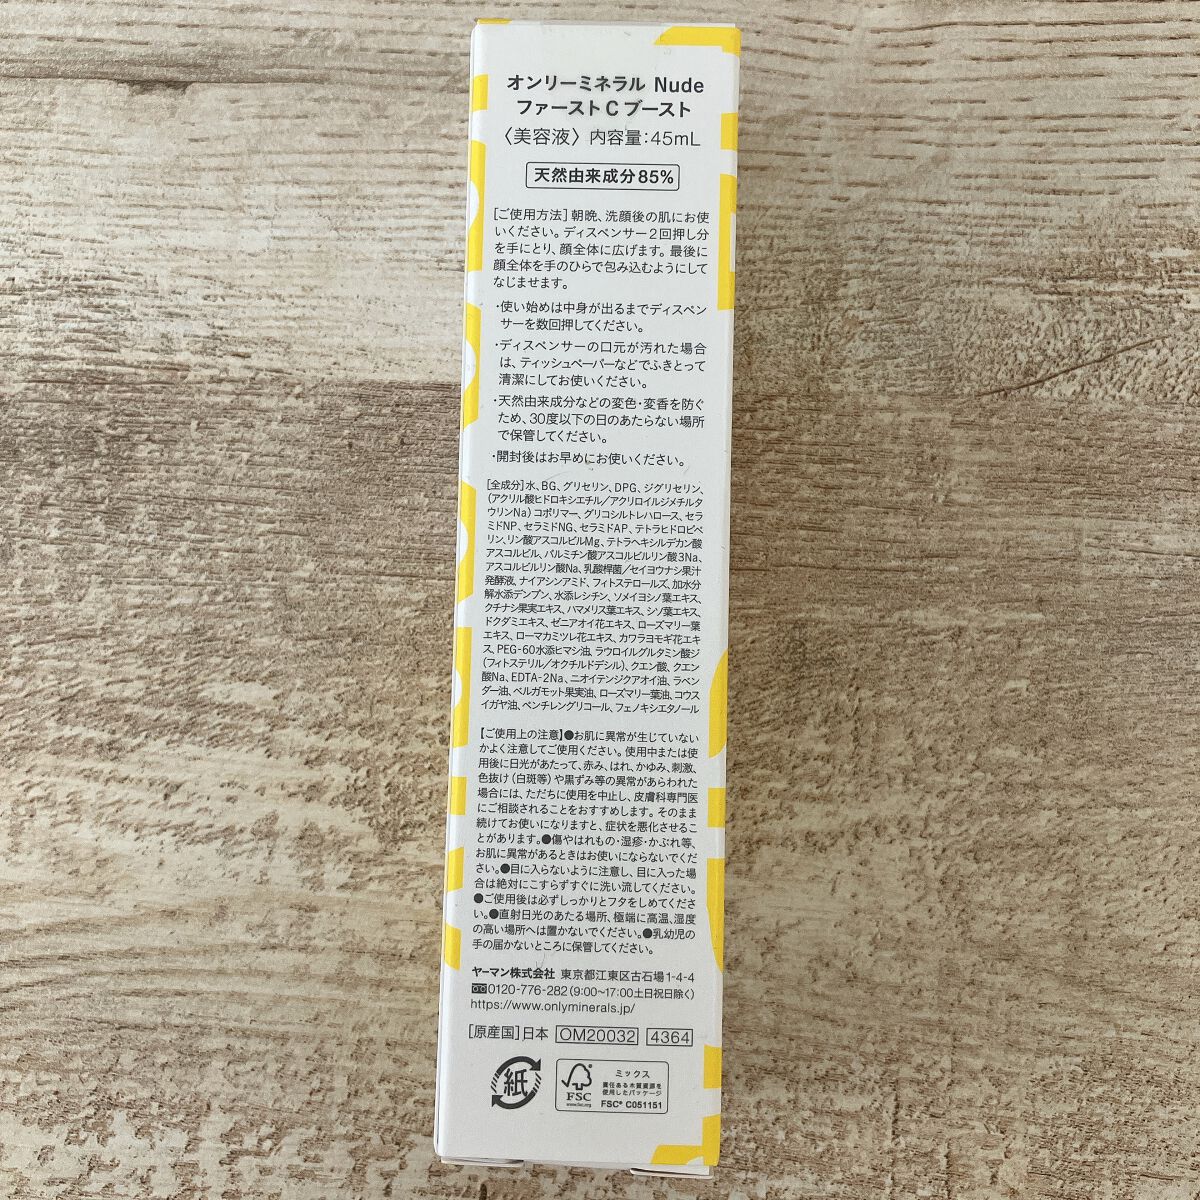 オンリーミネラル Nude
ファーストCブースト
〈美容液〉内容量:45mL
天然由来成分85%
[ご使用方法]朝晩、洗顔後の肌にお使
いください。ディスペンサー2回押し分
を手にとり、顔全体に広げます。最後に
顔全体を手のひらで包み込むようにして
なじませます。
・使い始めは中身が出るまでディスペン
サーを数回押してください。
・ディスペンサーの口元が汚れた場合
は、ティッシュペーパーなどでふきとって
清潔にしてお使いください。
・天然由来成分などの変色・変香を防ぐ
ため、30度以下の日のあたらない場所
で保管してください。
・開封後はお早めにお使いください。
[全成分]水、BG、グリセリン、DPG、ジグリセリン、
(アクリル酸ヒドロキシエチル/アクリロイルジメチルタ
ウリンNa)コポリマー、グリコシルトレハロース、セラ
ミドNP、セラミドNG、セラミドAP、テトラヒドロピペ
リン、リン酸アスコルビルMg、テトラヘキシルデカン酸
アスコルビル、パルミチン酸アスコルビルリン酸3Na、
アスコルビルリン酸Na、乳酸桿菌/セイヨウナシ果汁
発酵液、ナイアシンアミド、フィトステロールズ、加水分
解水添デンプン、水添レシチン、ソメイヨシノ葉エキス、
クチナシ果実エキス、ハマメリス葉エキス、シソ葉エキス、
ドクダミエキス、ゼニアオイ花エキス、ローズマリー葉
エキス、ローマカミツレ花エキス、カワラヨモギ花エキ
ス、PEG-60水添ヒマシ油、ラウロイルグルタミン酸ジ
(フィトステリル/オクチルドデシル)、クエン酸、クエン
酸Na、EDTA-2Na、ニオイテンジクアオイ油、ラベン
ダー油、ベルガモット果実油、ローズマリー葉油、コウス
イガヤ油、ペンチレングリコール、フェノキシエタノール
【ご使用上の注意】●お肌に異常が生じていない
かよく注意してご使用ください。使用中または使
用後に日光があたって、赤み、はれ、かゆみ、刺激、
色抜け(白斑等)や黒ずみ等の異常があらわれた
場合には、ただちに使用を中止し、皮膚科専門医
にご相談されることをおすすめします。そのまま
続けてお使いになりますと、症状を悪化させるこ
とがあります。●傷やはれもの・湿疹・かぶれ等、
お肌に異常があるときはお使いにならないでくだ
さい。●目に入らないように注意し、目に入った場
合は絶対にこすらずすぐに洗い流してください。
●ご使用後は必ずしっかりとフタをしめてくださ
い。●直射日光のあたる場所、極端に高温、湿度
の高い場所へは置かないでください。●乳幼児の
手の届かないところに保管してください。
ヤーマン株式会社 東京都江東区古石場1-4-4
0120-776-282(9:00~17:00土日祝日除く)
https://www.onlyminerals.jp/
[原産国]日本 OM20032 4364
紙
FSC
www.fsc.org
ミックス
責任ある木質資源を
使用したパッケージ
FSC® C051151